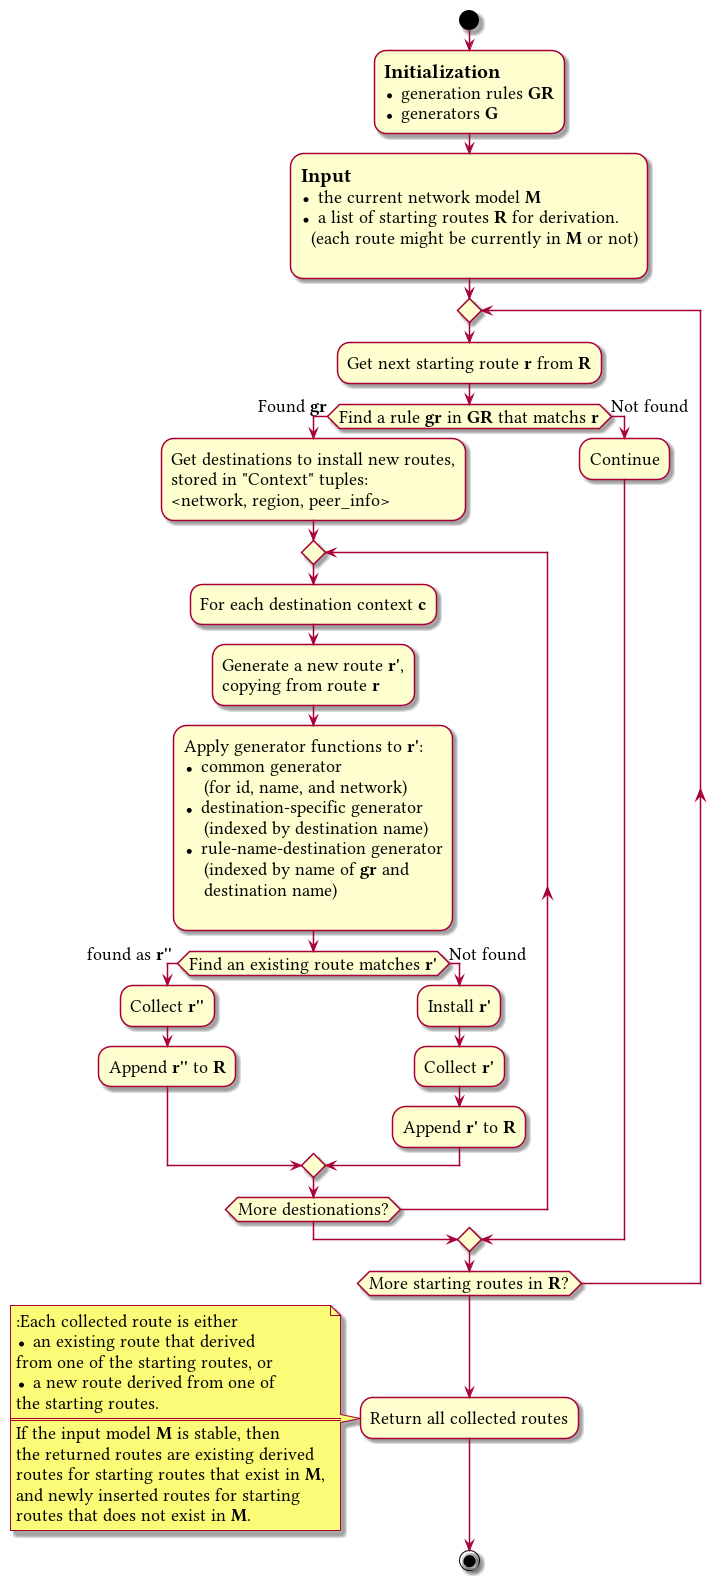 Initialization
• generation rules GR
• generators G
Input
• the current network model M
• a list of starting routes R for derivation.
(each route might be currently in M or not)
Get next starting route r from R
Found gr
Find a rule gr in GR that matchs r
Not found
Get destinations to install new routes,
stored in "Context" tuples:
<network, region, peer_info>
Continue
For each destination context c
Generate a new route r',
copying from route r
Apply generator functions to r':
• common generator
(for id, name, and network)
• destination-specific generator
(indexed by destination name)
• rule-name-destination generator
(indexed by name of gr and
destination name)
found as r''
Find an existing route matches r'
Not found
Collect r''
Append r'' to R
Install r'
Collect r'
Append r' to R
More destionations?
More starting routes in R?
:Each collected route is either
• an existing route that derived
from one of the starting routes, or
• a new route derived from one of
the starting routes.
If the input model M is stable, then
the returned routes are existing derived
routes for starting routes that exist in M,
and newly inserted routes for starting
routes that does not exist in M.
Return all collected routes